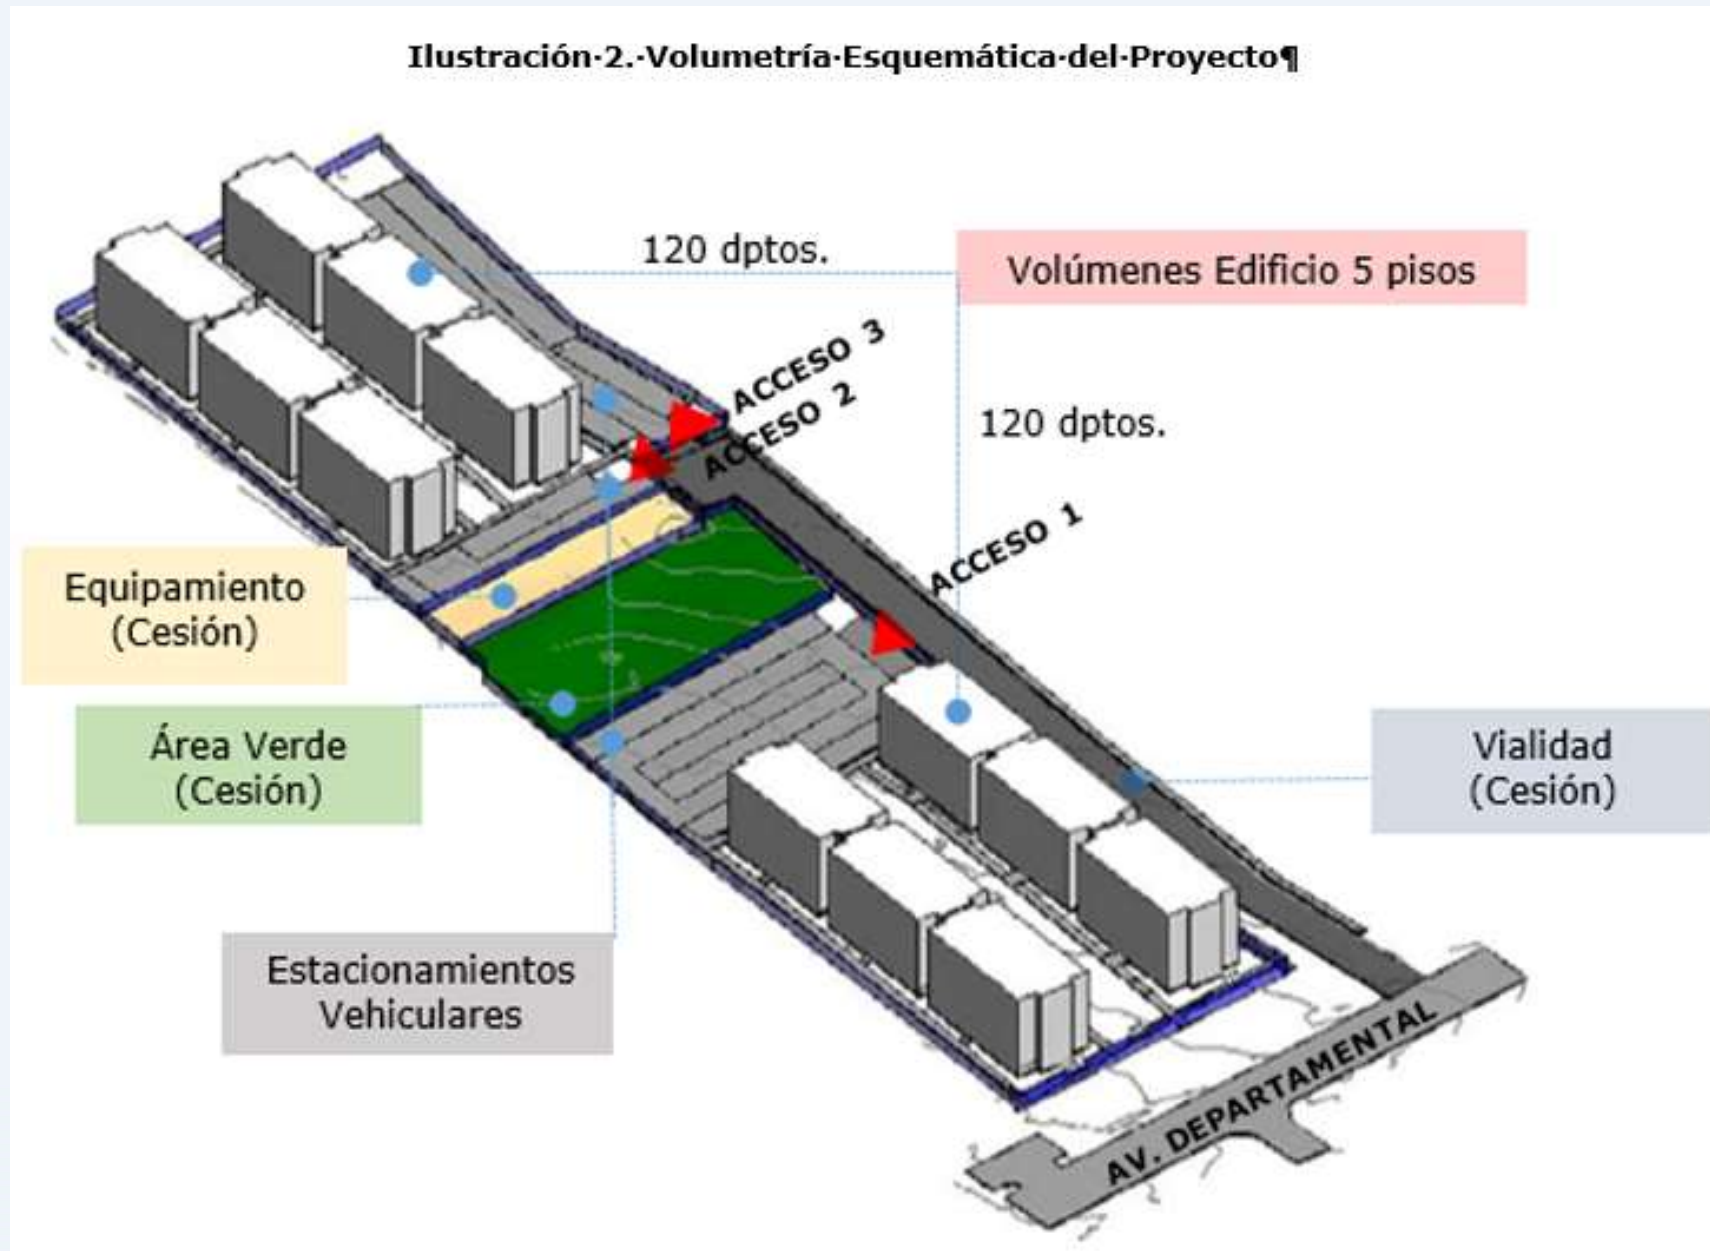 Ilustración·2.·Volumetría·Esquemática·del·Proyecto¶
120 dptos.
Volúmenes Edificio 5 pisos
ACCESO 3
ACCESO 2
120 dptos.
ACCESO 1
Equipamiento
(Cesión)
Área Verde
(Cesión)
Vialidad
(Cesión)
Estacionamientos
Vehiculares
AV. DEPARTAMENTAL